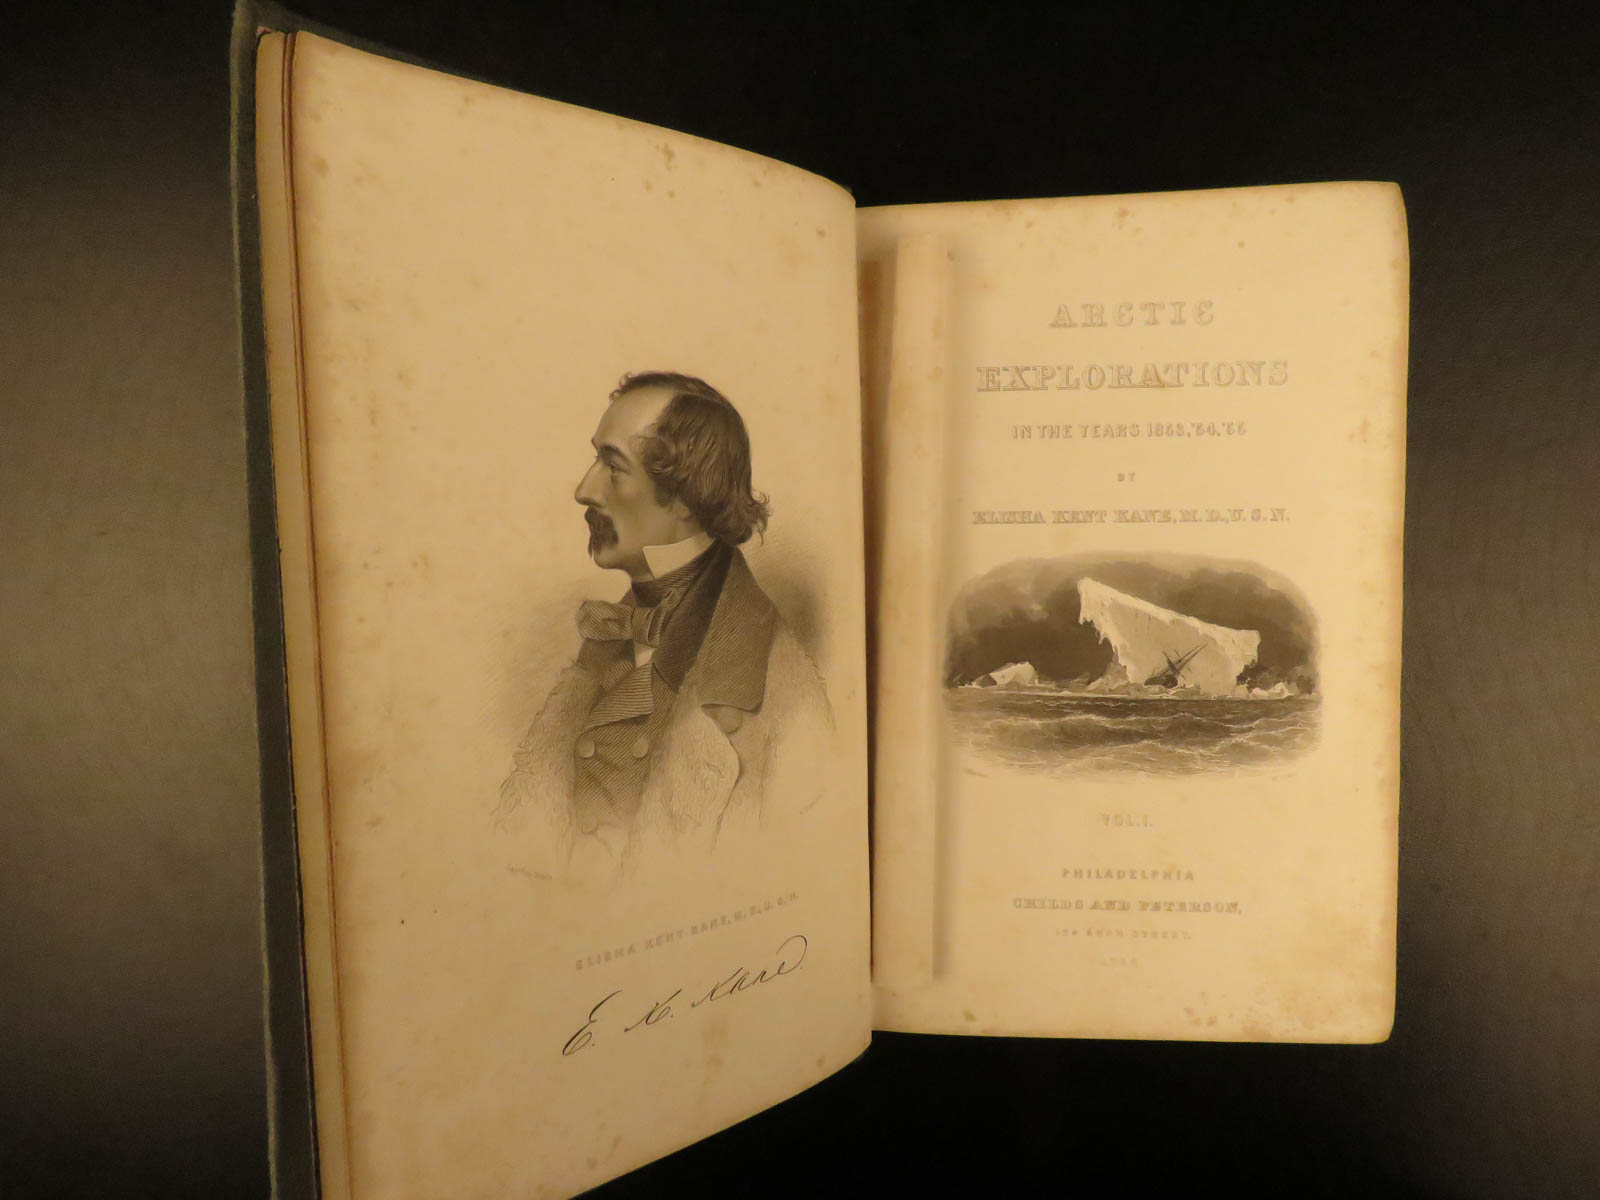 ELISHA KENT KANE, M. D., U. S. N.
E. K. Kane
ARCTIC
EXPLORATIONS
IN THE YEARS 1853,'54,'55
BY
ELISHA KENT KANE, M. D., U. S. N.
VOL. I.
PHILADELPHIA
CHILDS AND PETERSON,
STREET.